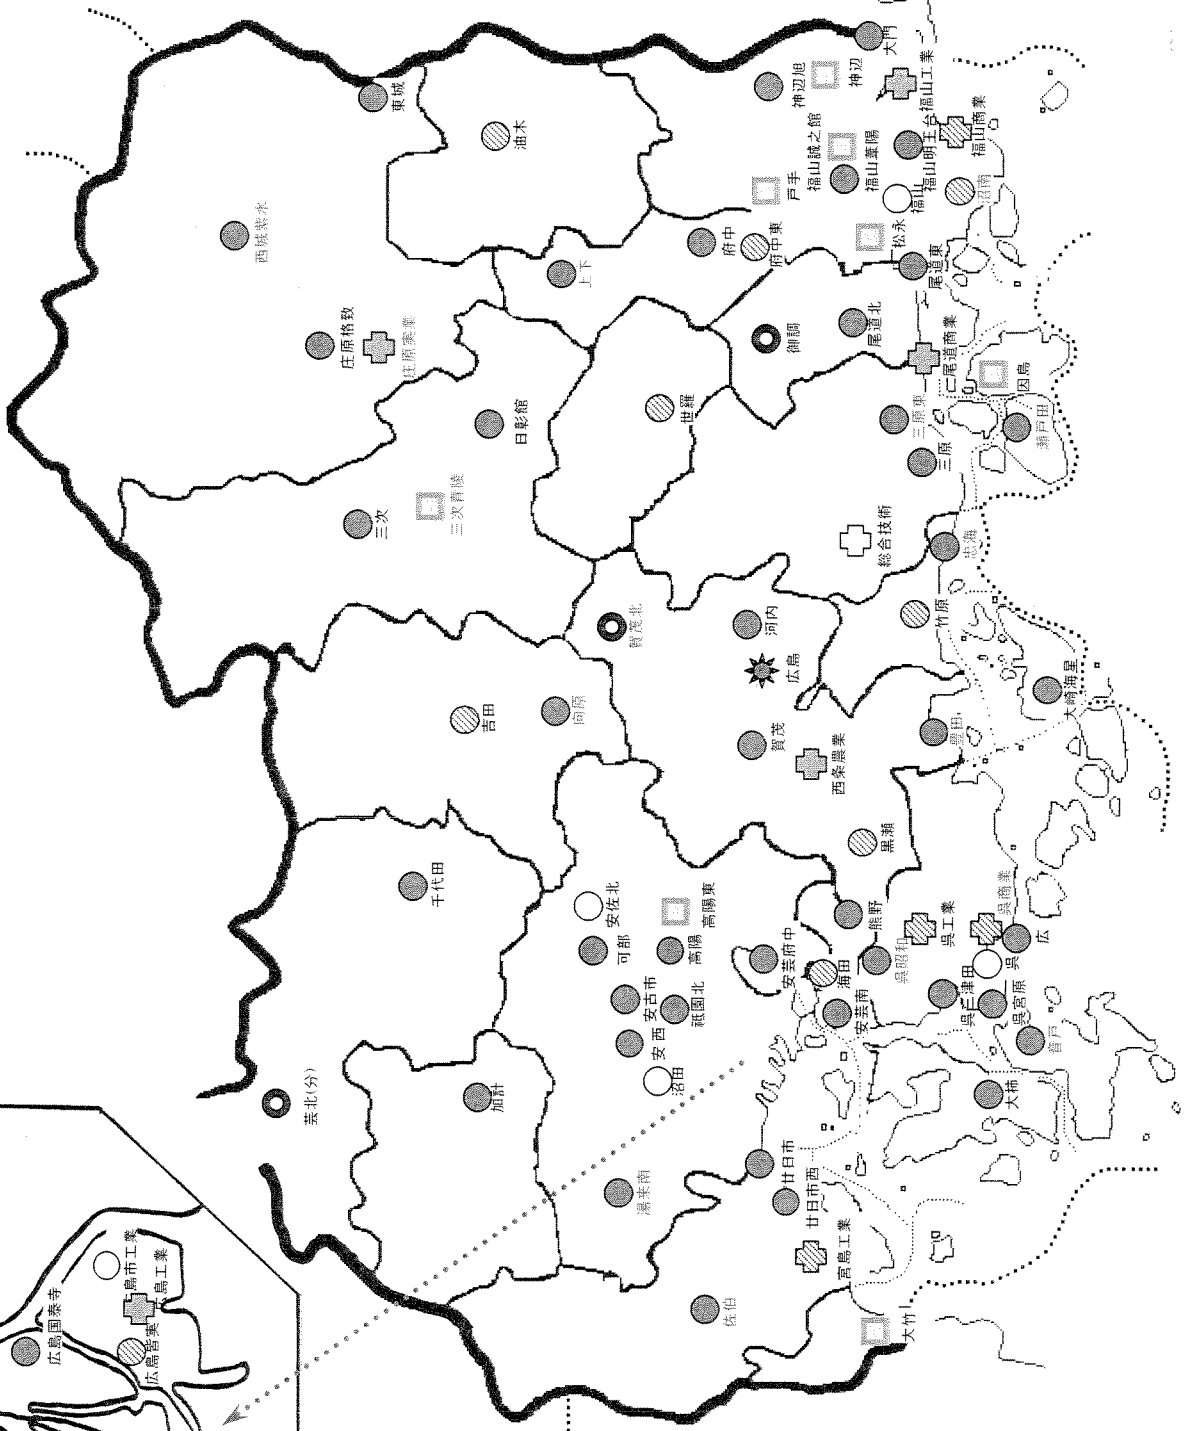 東城
油木
西城紫水
庄原格致
庄原実業
上下
府中
府中東
戸手
神辺旭
神辺
大門
福山工業
福山誠之館
福山葦陽
福山明王台
福山商業
福山
沼南
松永
尾道東
尾道北
御調
尾道商業
因島
瀬戸田
三原東
三原
世羅
日彰館
三次
三次青陵
総合技術
忠海
竹原
賀茂北
河内
広島
賀茂
西条農業
大崎海星
豊田
吉田
向原
黒瀬
千代田
安佐北
可部
高陽東
高陽
安古市
祇園北
安西
沼田
安芸府中
海田
熊野
呉昭和
呉工業
呉商業
広
呉
呉三津田
呉宮原
安芸南
音戸
大柿
芸北(分)
加計
湯来南
廿日市
廿日市西
宮島工業
佐伯
大竹
島市工業
広島国泰寺
島工業
広島皆実